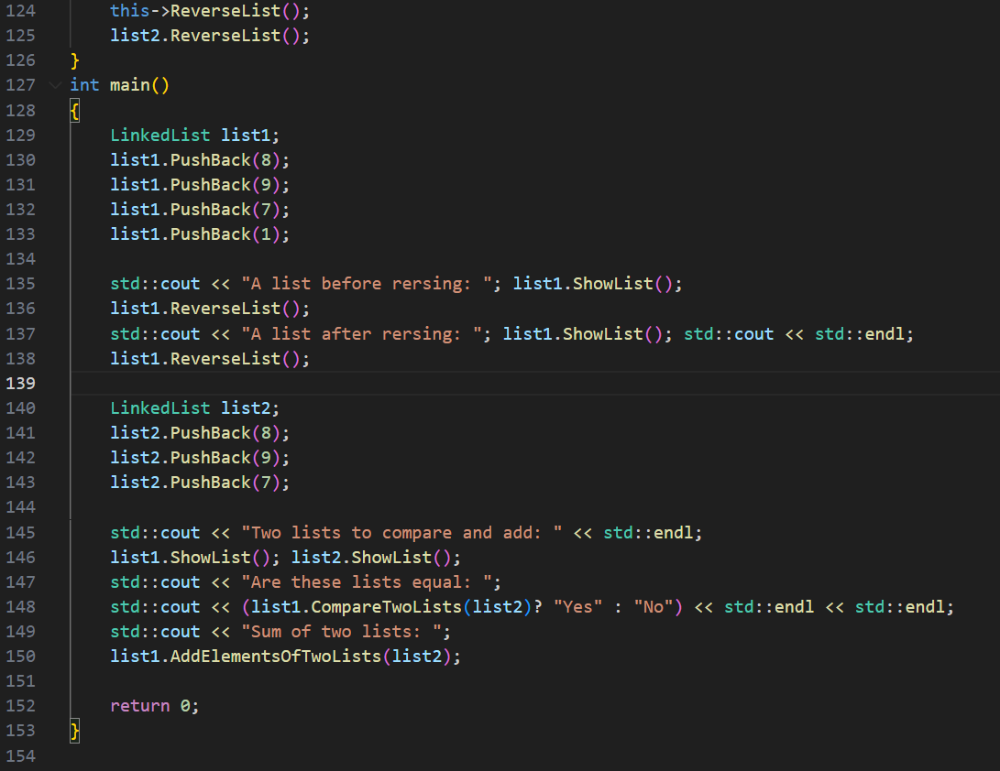 124 this->ReverseList();
125 list2.ReverseList();
126 }
127 int main()
128 {
129 LinkedList list1;
130 list1.PushBack(8);
131 list1.PushBack(9);
132 list1.PushBack(7);
133 list1.PushBack(1);
134
135 std::cout << "A list before rersing: "; list1.ShowList();
136 list1.ReverseList();
137 std::cout << "A list after rersing: "; list1.ShowList(); std::cout << std::endl;
138 list1.ReverseList();
139
140 LinkedList list2;
141 list2.PushBack(8);
142 list2.PushBack(9);
143 list2.PushBack(7);
144
145 std::cout << "Two lists to compare and add: " << std::endl;
146 list1.ShowList(); list2.ShowList();
147 std::cout << "Are these lists equal: ";
148 std::cout << (list1.CompareTwoLists(list2)? "Yes" : "No") << std::endl << std::endl;
149 std::cout << "Sum of two lists: ";
150 list1.AddElementsOfTwoLists(list2);
151
152 return 0;
153 }
154